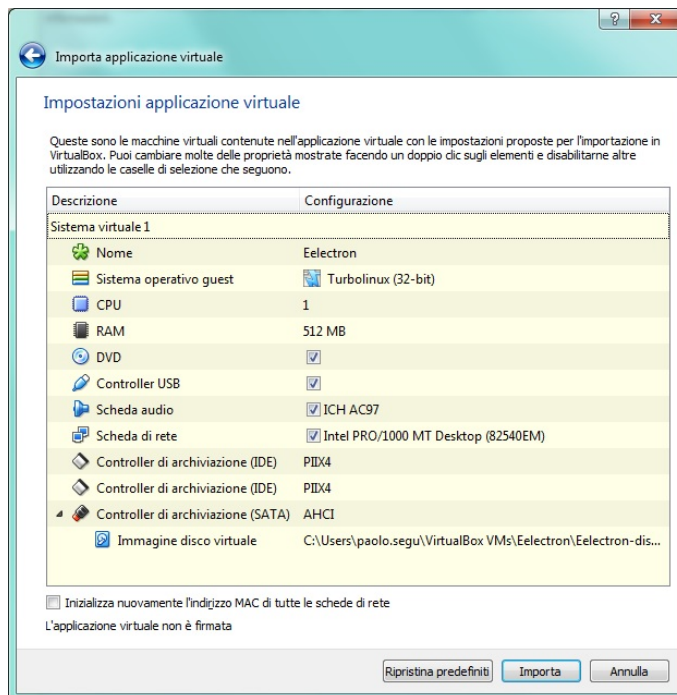 Importa applicazione virtuale
Impostazioni applicazione virtuale
Queste sono le macchine virtuali contenute nell'applicazione virtuale con le impostazioni proposte per l'importazione in
VirtualBox. Puoi cambiare molte delle proprietà mostrate facendo un doppio clic sugli elementi e disabilitarne altre
utilizzando le caselle di selezione che seguono.
Descrizione Configurazione
Sistema virtuale 1
Nome Eelectron
Sistema operativo guest Turbolinux (32-bit)
CPU 1
RAM 512 MB
DVD
Controller USB
Scheda audio ICH AC97
Scheda di rete Intel PRO/1000 MT Desktop (82540EM)
Controller di archiviazione (IDE) PIIX4
Controller di archiviazione (IDE) PIIX4
Controller di archiviazione (SATA) AHCI
Immagine disco virtuale C:\Users\paolo.segu\VirtualBox VMs\Eelectron\Eelectron-dis...
Inizializza nuovamente l'indirizzo MAC di tutte le schede di rete
L'applicazione virtuale non è firmata
Ripristina predefiniti Importa Annulla